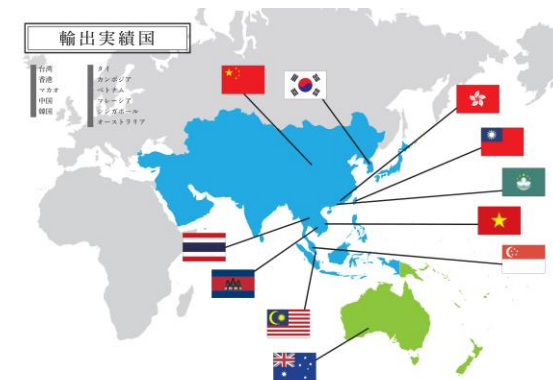 輸出実績国
台湾
香港
マカオ
中国
韓国
タイ
カンボジア
ベトナム
マレーシア
シンガポール
オーストラリア